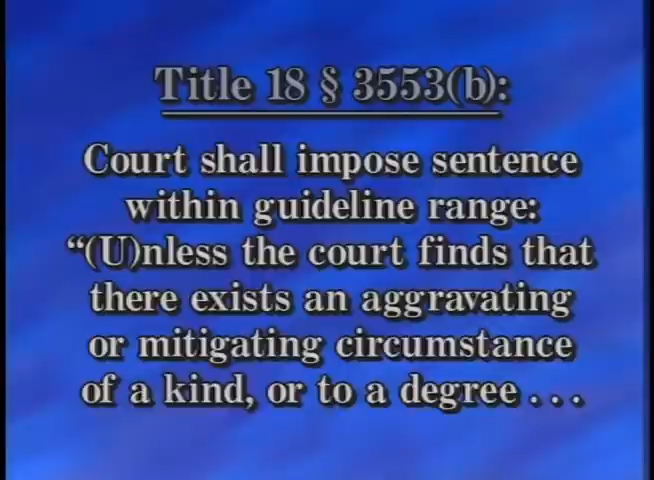 Title 18 § 3553(b):
Court shall impose sentence
within guideline range:
“(U)nless the court finds that
there exists an aggravating
or mitigating circumstance
of a kind, or to a degree . . .